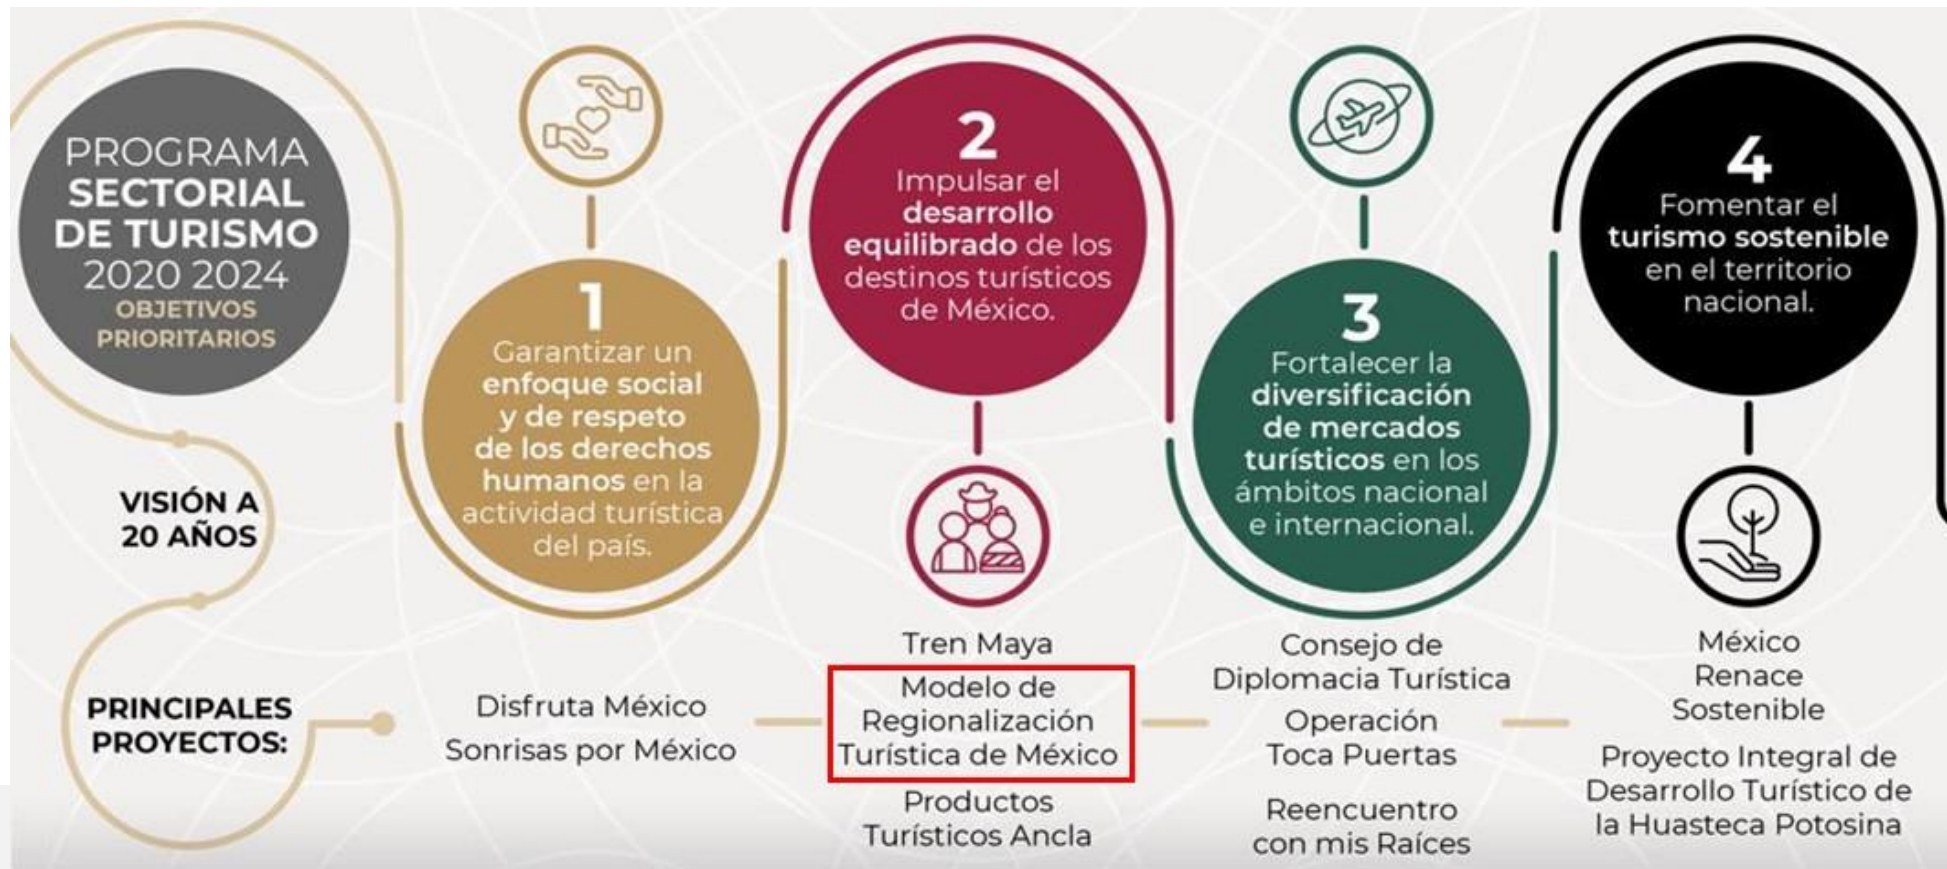 PROGRAMA
SECTORIAL
DE TURISMO
2020 2024
OBJETIVOS
PRIORITARIOS
VISIÓN A
20 AÑOS
PRINCIPALES
PROYECTOS:
1
Garantizar un
enfoque social
y de respeto
de los derechos
humanos en la
actividad turística
del país.
Disfruta México
Sonrisas por México
2
Impulsar el
desarrollo
equilibrado de los
destinos turísticos
de México.
Tren Maya
Modelo de
Regionalización
Turística de México
Productos
Turísticos Ancla
3
Fortalecer la
diversificación
de mercados
turísticos en los
ámbitos nacional
e internacional.
Consejo de
Diplomacia Turística
Operación
Toca Puertas
Reencuentro
con mis Raíces
4
Fomentar el
turismo sostenible
en el territorio
nacional.
México
Renace
Sostenible
Proyecto Integral de
Desarrollo Turístico de
la Huasteca Potosina